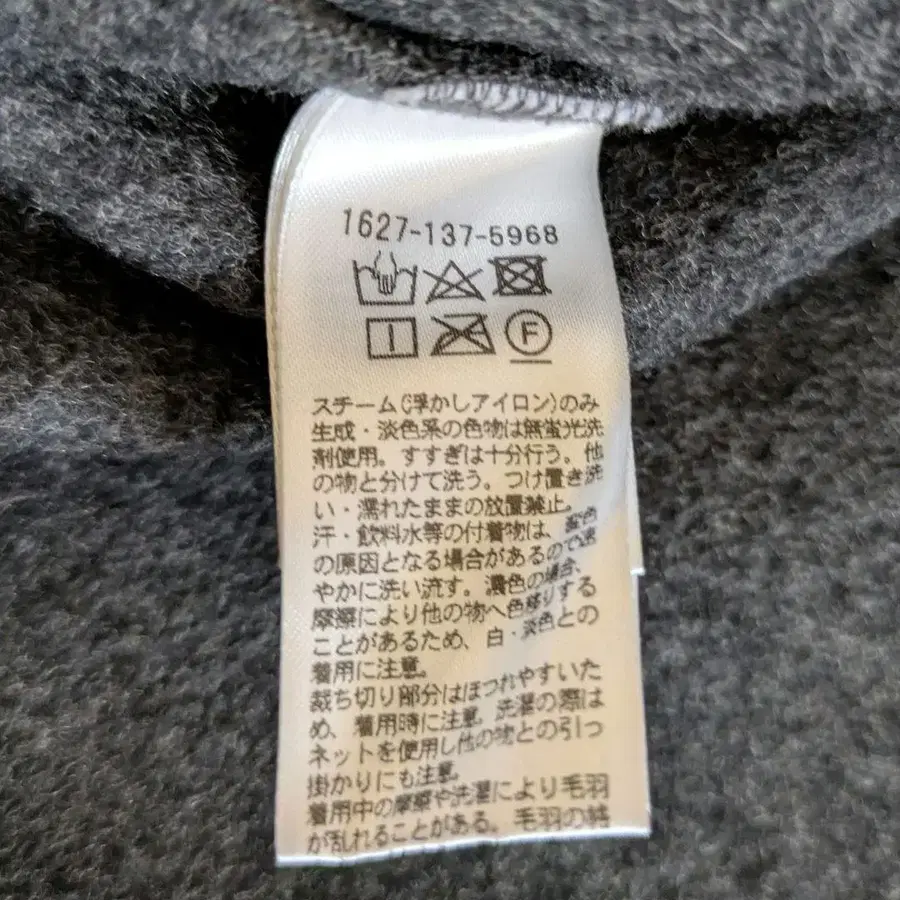 1627-137-5968
F
スチーム(浮かしアイロン)のみ
生成・淡色系の色物は無蛍光洗
剤使用。すすぎは十分行う。他
の物と分けて洗う。つけ置き洗
い・濡れたままの放置禁止。
汗・飲料水等の付着物は、変色
の原因となる場合があるので速
やかに洗い流す。濃色の場合、
摩擦により他の物へ色移りする
ことがあるため、白・淡色との
着用に注意。
裁ち切り部分はほつれやすいた
め、着用時に注意。洗濯の際は
ネットを使用し他の物との引っ
掛かりにも注意。
着用中の摩擦や洗濯により毛羽
が乱れることがある。毛羽の